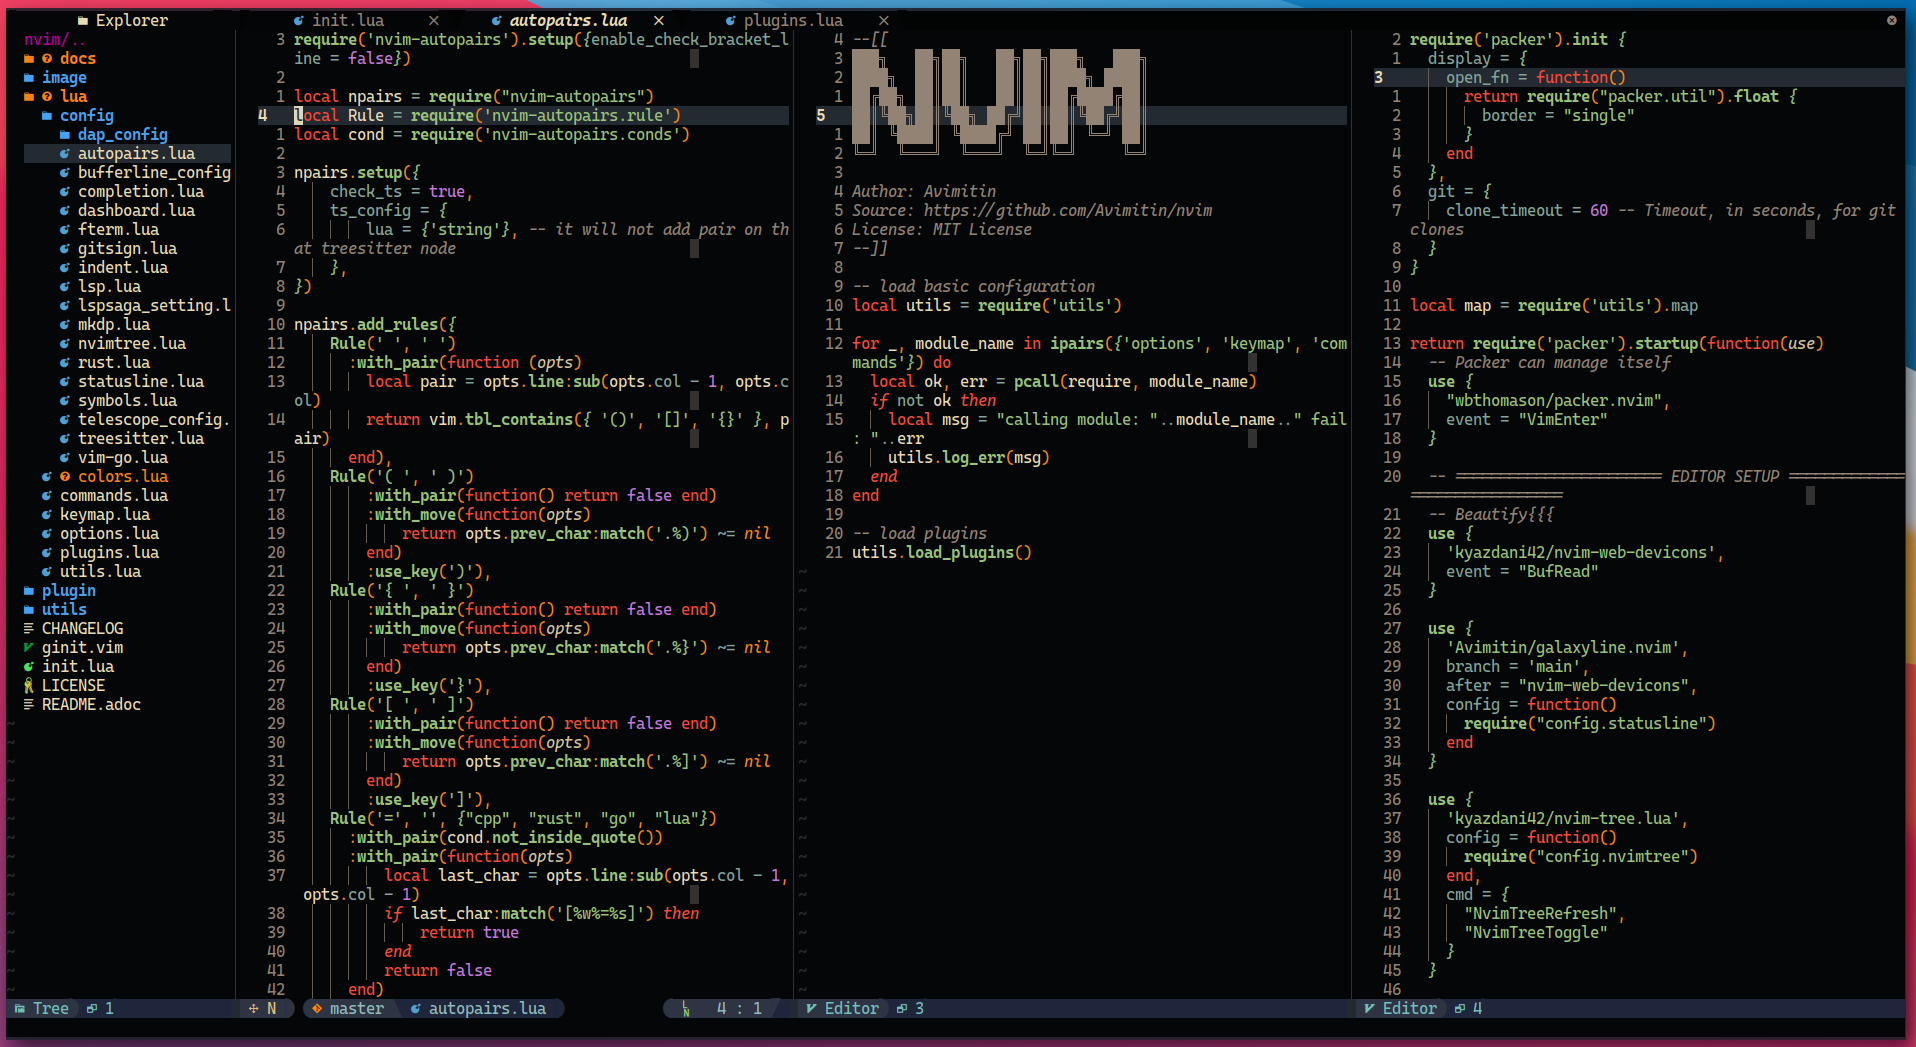 Explorer
init.lua ×
autopairs.lua ×
plugins.lua ×
nvim/..
docs
image
lua
config
dap_config
autopairs.lua
bufferline_config
completion.lua
dashboard.lua
fterm.lua
gitsign.lua
indent.lua
lsp.lua
lspsaga_setting.l
mkdp.lua
nvimtree.lua
rust.lua
statusline.lua
symbols.lua
telescope_config.
treesitter.lua
vim-go.lua
colors.lua
commands.lua
keymap.lua
options.lua
plugins.lua
utils.lua
plugin
utils
CHANGELOG
ginit.vim
init.lua
LICENSE
README.adoc
3 require('nvim-autopairs').setup({enable_check_bracket_l
ine = false})
2
1 local npairs = require("nvim-autopairs")
4 local Rule = require('nvim-autopairs.rule')
1 local cond = require('nvim-autopairs.conds')
2
3 npairs.setup({
4 check_ts = true,
5 ts_config = {
6 lua = {'string'}, -- it will not add pair on th
at treesitter node
7 },
8 })
9
10 npairs.add_rules({
11 Rule(' ', ' ')
12 :with_pair(function (opts)
13 local pair = opts.line:sub(opts.col - 1, opts.c
ol)
14 return vim.tbl_contains({ '()', '[]', '{}' }, p
air)
15 end),
16 Rule('( ', ' )')
17 :with_pair(function() return false end)
18 :with_move(function(opts)
19 return opts.prev_char:match('.%)') ~= nil
20 end)
21 :use_key(')'),
22 Rule('{ ', ' }')
23 :with_pair(function() return false end)
24 :with_move(function(opts)
25 return opts.prev_char:match('.%}') ~= nil
26 end)
27 :use_key('}'),
28 Rule('[ ', ' ]')
29 :with_pair(function() return false end)
30 :with_move(function(opts)
31 return opts.prev_char:match('.%]') ~= nil
32 end)
33 :use_key(']'),
34 Rule('=', '', {"cpp", "rust", "go", "lua"})
35 :with_pair(cond.not_inside_quote())
36 :with_pair(function(opts)
37 local last_char = opts.line:sub(opts.col - 1,
opts.col - 1)
38 if last_char:match('[%w%=%s]') then
39 return true
40 end
41 return false
42 end)
4 --[[
3
2
1
5
1
2
NVIM
3
4 Author: Avimitin
5 Source: https://github.com/Avimitin/nvim
6 License: MIT License
7 --]]
8
9 -- load basic configuration
10 local utils = require('utils')
11
12 for _, module_name in ipairs({'options', 'keymap', 'com
mands'}) do
13 local ok, err = pcall(require, module_name)
14 if not ok then
15 local msg = "calling module: "..module_name.." fail
: "..err
16 utils.log_err(msg)
17 end
18 end
19
20 -- load plugins
21 utils.load_plugins()
2 require('packer').init {
1 display = {
3 open_fn = function()
1 return require("packer.util").float {
2 border = "single"
3 }
4 end
5 },
6 git = {
7 clone_timeout = 60 -- Timeout, in seconds, for git
clones
8 }
9 }
10
11 local map = require('utils').map
12
13 return require('packer').startup(function(use)
14 -- Packer can manage itself
15 use {
16 "wbthomason/packer.nvim",
17 event = "VimEnter"
18 }
19
20 -- ======================= EDITOR SETUP =============
=================
21 -- Beautify{{{
22 use {
23 'kyazdani42/nvim-web-devicons',
24 event = "BufRead"
25 }
26
27 use {
28 'Avimitin/galaxyline.nvim',
29 branch = 'main',
30 after = "nvim-web-devicons",
31 config = function()
32 require("config.statusline")
33 end
34 }
35
36 use {
37 'kyazdani42/nvim-tree.lua',
38 config = function()
39 require("config.nvimtree")
40 end,
41 cmd = {
42 "NvimTreeRefresh",
43 "NvimTreeToggle"
44 }
45 }
46
Tree 1
N master autopairs.lua 4 : 1
Editor 3
Editor 4